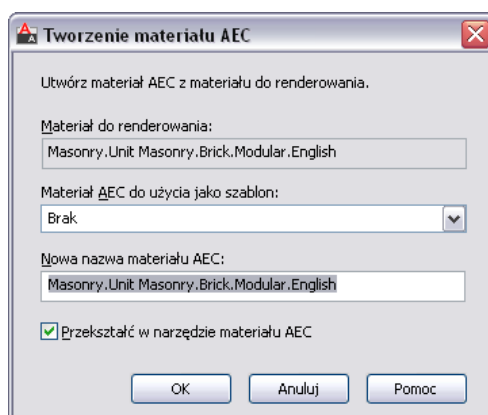 Tworzenie materiału AEC
Utwórz materiał AEC z materiału do renderowania.
Materiał do renderowania:
Masonry.Unit Masonry.Brick.Modular.English
Materiał AEC do użycia jako szablon:
Brak
Nowa nazwa materiału AEC:
Masonry.Unit Masonry.Brick.Modular.English
Przekształć w narzędzie materiału AEC
OK Anuluj Pomoc